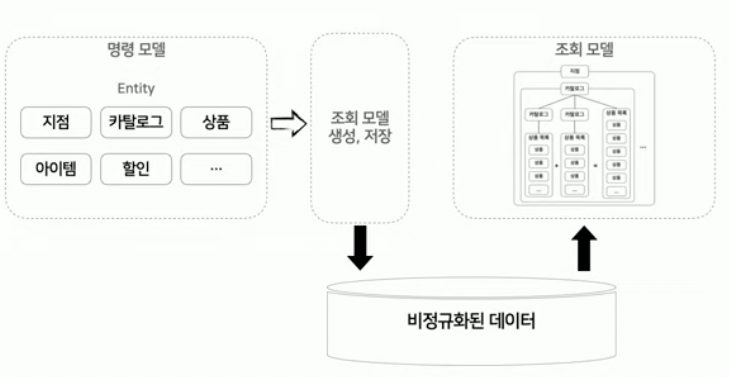 명령 모델
Entity
지점
카탈로그
상품
아이템
할인
...
조회 모델
생성, 저장
조회 모델
지점
카탈로그
카탈로그
카탈로그
상품 목록
상품
상품
상품
상품
...
상품 목록
상품
상품
상품
...
상품 목록
상품
상품
상품
...
...
비정규화된 데이터